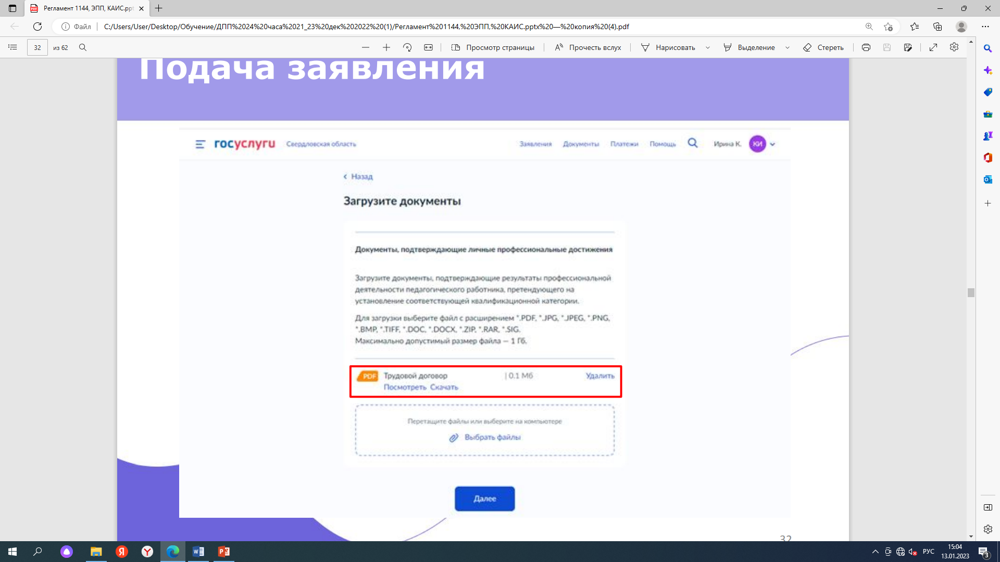 Регламент 1144, ЭПП, КАИС.ppt
Файл
C:/Users/User/Desktop/Обучение/ДПП%2024%20часа%2021_23%20дек%202022%20(1)/Регламент%201144,%20ЭПП,%20КАИС.pptx%20—%20копия%20(4).pdf
32 из 62
Просмотр страницы
Прочесть вслух
Нарисовать
Выделение
Стереть
Подача заявления
госуслуги Свердловская область Заявления Документы Платежи Помощь Ирина К. КИ
Назад
Загрузите документы
Документы, подтверждающие личные профессиональные достижения
Загрузите документы, подтверждающие результаты профессиональной
деятельности педагогического работника, претендующего на
установление соответствующей квалификационной категории.
Для загрузки выберите файл с расширением *.PDF, *.JPG, *.JPEG, *.PNG,
*.BMP, *.TIFF, *.DOC, *.DOCX, *.ZIP, *.RAR, *.SIG.
Максимально допустимый размер файла — 1 Гб.
PDF Трудовой договор | 0.1 Мб Удалить
Посмотреть Скачать
Перетащите файлы или выберите на компьютере
Выбрать файлы
Далее
32
РУС
15:04
13.01.2023
3